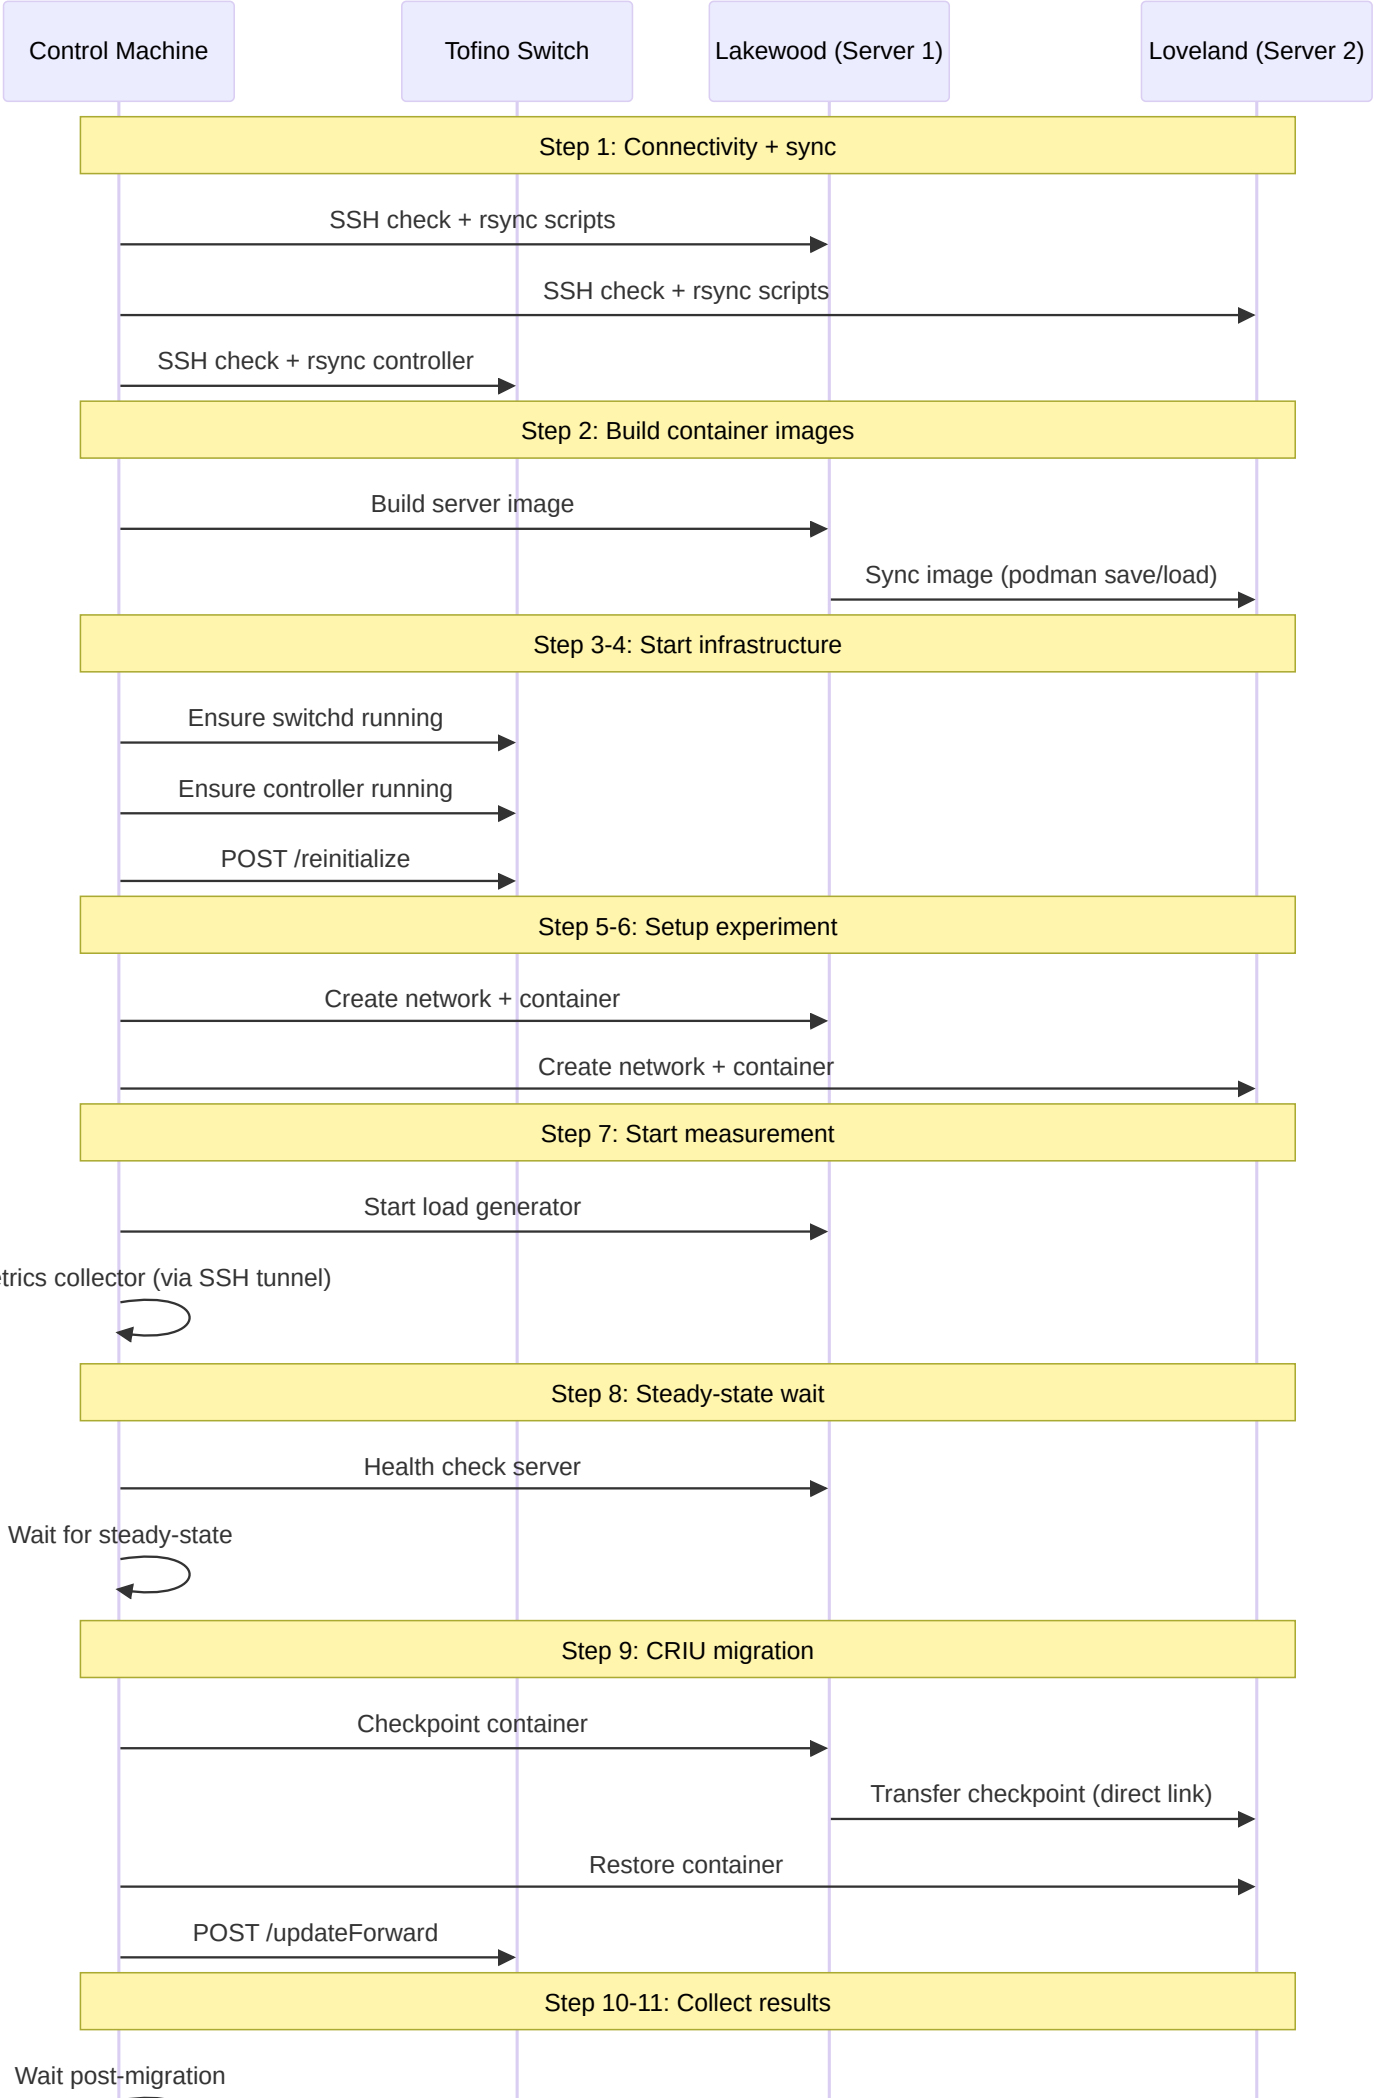 Control Machine
Tofino Switch
Lakewood (Server 1)
Loveland (Server 2)
Step 1: Connectivity + sync
SSH check + rsync scripts
SSH check + rsync scripts
SSH check + rsync controller
Step 2: Build container images
Build server image
Sync image (podman save/load)
Step 3-4: Start infrastructure
Ensure switchd running
Ensure controller running
POST /reinitialize
Step 5-6: Setup experiment
Create network + container
Create network + container
Step 7: Start measurement
Start load generator
collector (via SSH tunnel)
Step 8: Steady-state wait
Health check server
Wait for steady-state
Step 9: CRIU migration
Checkpoint container
Transfer checkpoint (direct link)
Restore container
POST /updateForward
Step 10-11: Collect results
Wait post-migration